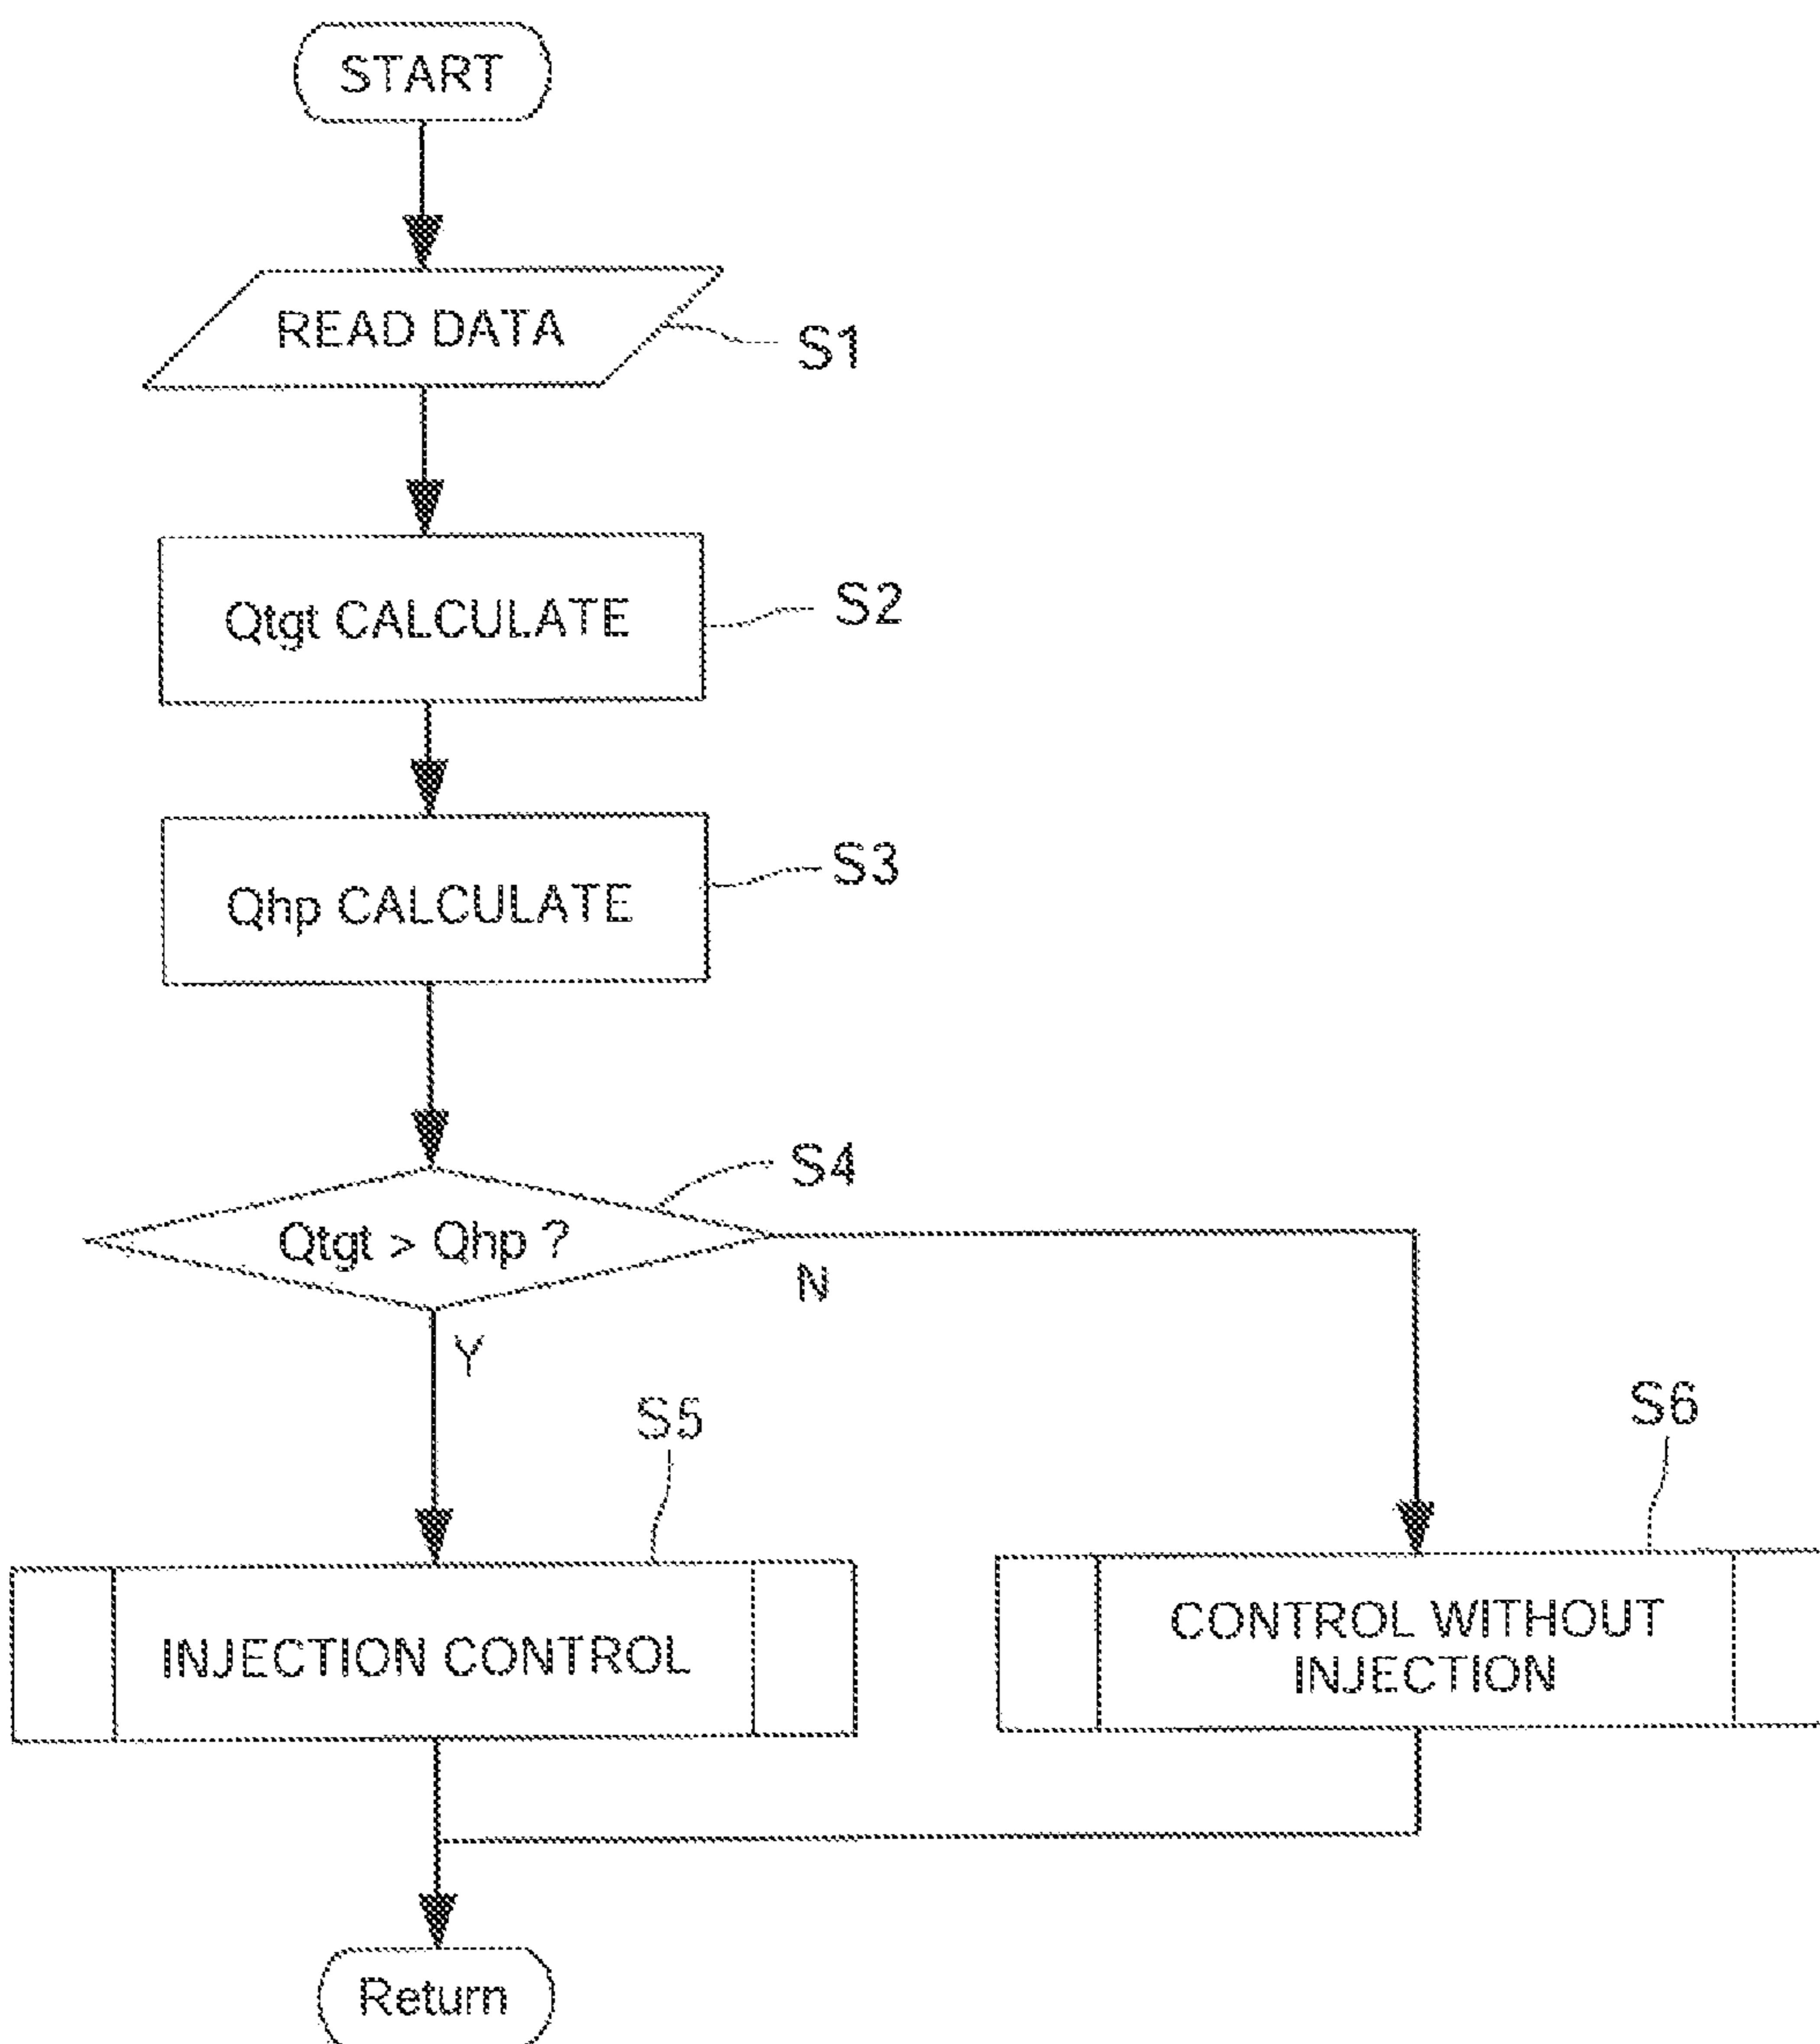 START
READ DATA
S1
Qtgt CALCULATE
S2
Qhp CALCULATE
S3
S4
Qtgt > Qhp ?
N
Y
S5
S6
INJECTION CONTROL
CONTROL WITHOUT
INJECTION
Return